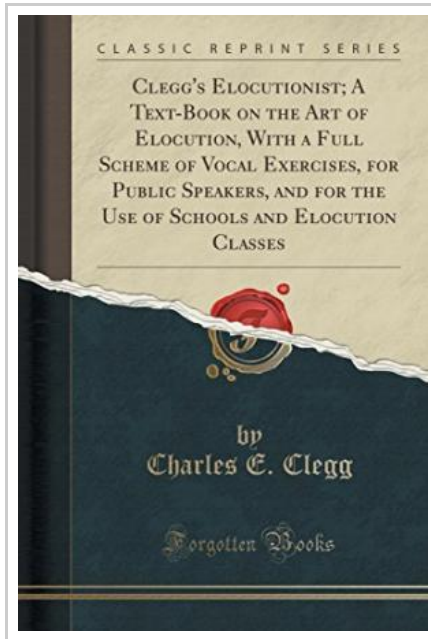 CLASSIC REPRINT SERIES
CLEGG'S ELOCUTIONIST; A
TEXT-BOOK ON THE ART OF
ELOCUTION, WITH A FULL
SCHEME OF VOCAL EXERCISES, FOR
PUBLIC SPEAKERS, AND FOR THE
USE OF SCHOOLS AND ELOCUTION
CLASSES
by
Charles E. Clegg
Forgotten Books